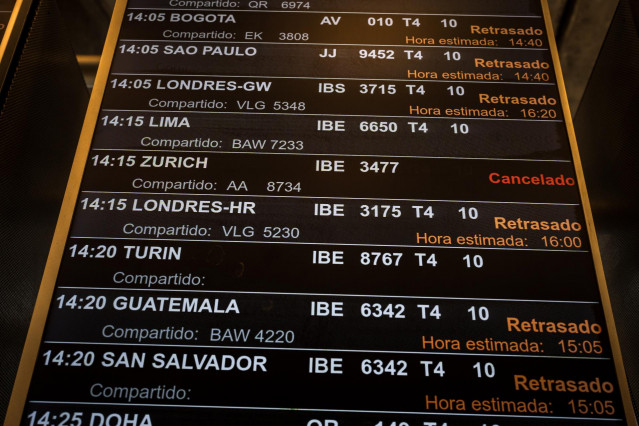 Compartido: QR 6974
14:05 BOGOTA AV 010 T4 10 Retrasado
Compartido: EK 3808 Hora estimada: 14:40
14:05 SAO PAULO JJ 9452 T4 10 Retrasado
Compartido: Hora estimada: 14:40
14:05 LONDRES-GW IBS 3715 T4 10 Retrasado
Compartido: VLG 5348 Hora estimada: 16:20
14:15 LIMA IBE 6650 T4 10
Compartido: BAW 7233
14:15 ZURICH IBE 3477 Cancelado
Compartido: AA 8734
14:15 LONDRES-HR IBE 3175 T4 10 Retrasado
Compartido: VLG 5230 Hora estimada: 16:00
14:20 TURIN IBE 8767 T4 10
Compartido:
14:20 GUATEMALA IBE 6342 T4 10 Retrasado
Compartido: BAW 4220 Hora estimada: 15:05
14:20 SAN SALVADOR IBE 6342 T4 10 Retrasado
Compartido: Hora estimada: 15:05
14:25 DOHA QR